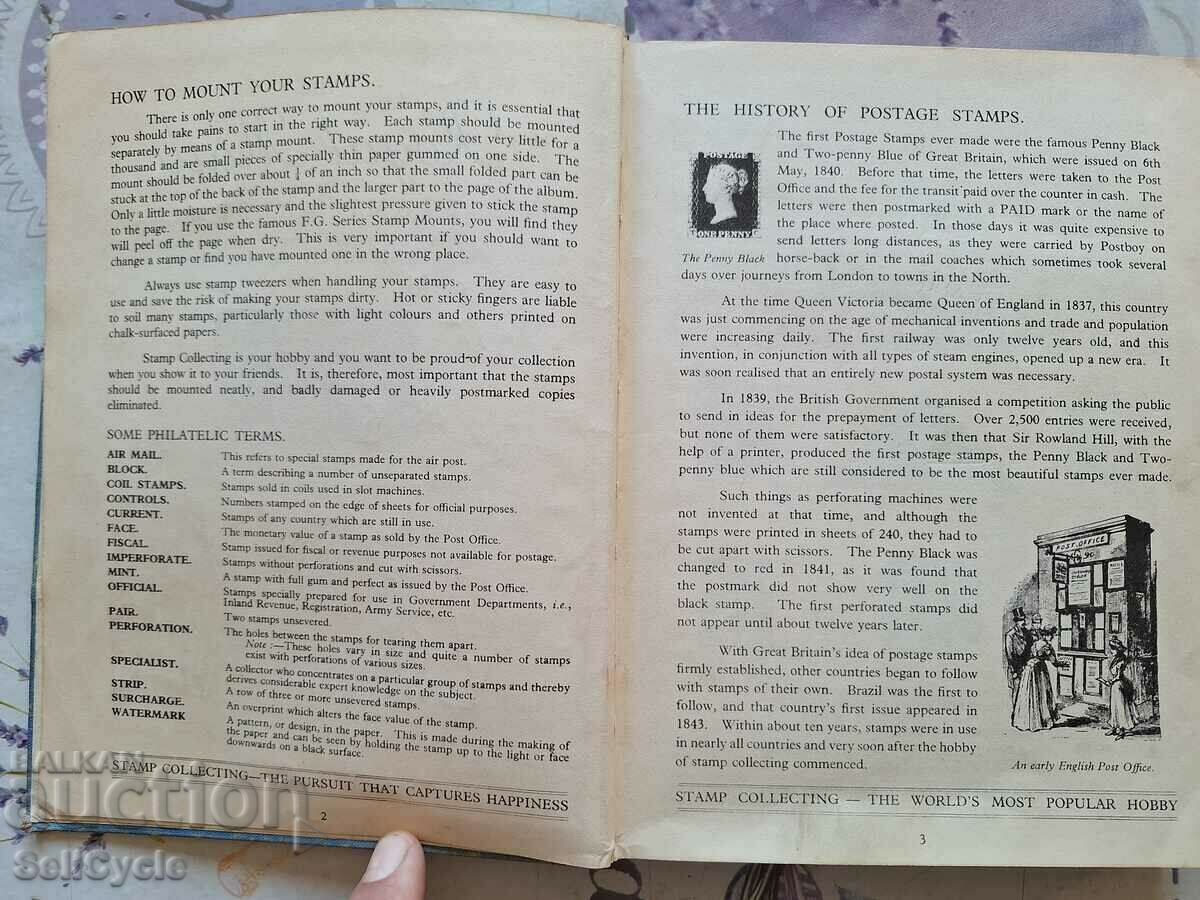 HOW TO MOUNT YOUR STAMPS.
There is only one correct way to mount your stamps, and it is essential that
you should take pains to start in the right way. Each stamp should be mounted
separately by means of a stamp mount. These stamp mounts cost very little for a
thousand and are small pieces of specially thin paper gummed on one side. The
mount should be folded over about ⅛ of an inch so that the small folded part can be
stuck at the top of the back of the stamp and the larger part to the page of the album.
Only a little moisture is necessary and the slightest pressure given to stick the stamp
to the page. If you use the famous F.G. Series Stamp Mounts, you will find they
will peel off the page when dry. This is very important if you should want to
change a stamp or find you have mounted one in the wrong place.
Always use stamp tweezers when handling your stamps. They are easy to
use and save the risk of making your stamps dirty. Hot or sticky fingers are liable
to soil many stamps, particularly those with light colours and others printed on
chalk-surfaced papers.
Stamp Collecting is your hobby and you want to be proud of your collection
when you show it to your friends. It is, therefore, most important that the stamps
should be mounted neatly, and badly damaged or heavily postmarked copies
eliminated.
SOME PHILATELIC TERMS.
AIR MAIL. This refers to special stamps made for the air post.
BLOCK. A term describing a number of unseparated stamps.
COIL STAMPS. Stamps sold in coils used in slot machines.
CONTROLS. Numbers stamped on the edge of sheets for official purposes.
CURRENT. Stamps of any country which are still in use.
FACE. The monetary value of a stamp as sold by the Post Office.
FISCAL. Stamp issued for fiscal or revenue purposes not available for postage.
IMPERFORATE. Stamps without perforations and cut with scissors.
MINT. A stamp with full gum and perfect as issued by the Post Office.
OFFICIAL. Stamps specially prepared for use in Government Departments, i.e.,
Inland Revenue, Registration, Army Service, etc.
PAIR. Two stamps unsevered.
PERFORATION. The holes between the stamps for tearing them apart.
Note:—These holes vary in size and quite a number of stamps
exist with perforations of various sizes.
SPECIALIST. A collector who concentrates on a particular group of stamps and thereby
derives considerable expert knowledge on the subject.
STRIP. A row of three or more unsevered stamps.
SURCHARGE. An overprint which alters the face value of the stamp.
WATERMARK A pattern, or design, in the paper. This is made during the making of
the paper and can be seen by holding the stamp up to the light or face
downwards on a black surface.
STAMP COLLECTING—THE PURSUIT THAT CAPTURES HAPPINESS
2
THE HISTORY OF POSTAGE STAMPS.
POSTAGE
ONE PENNY
The Penny Black
The first Postage Stamps ever made were the famous Penny Black
and Two-penny Blue of Great Britain, which were issued on 6th
May, 1840. Before that time, the letters were taken to the Post
Office and the fee for the transit paid over the counter in cash. The
letters were then postmarked with a PAID mark or the name of
the place where posted. In those days it was quite expensive to
send letters long distances, as they were carried by Postboy on
horse-back or in the mail coaches which sometimes took several
days over journeys from London to towns in the North.
At the time Queen Victoria became Queen of England in 1837, this country
was just commencing on the age of mechanical inventions and trade and population
were increasing daily. The first railway was only twelve years old, and this
invention, in conjunction with all types of steam engines, opened up a new era. It
was soon realised that an entirely new postal system was necessary.
In 1839, the British Government organised a competition asking the public
to send in ideas for the prepayment of letters. Over 2,500 entries were received,
but none of them were satisfactory. It was then that Sir Rowland Hill, with the
help of a printer, produced the first postage stamps, the Penny Black and Two-
penny blue which are still considered to be the most beautiful stamps ever made.
Such things as perforating machines were
not invented at that time, and although the
stamps were printed in sheets of 240, they had to
be cut apart with scissors. The Penny Black was
changed to red in 1841, as it was found that
the postmark did not show very well on the
black stamp. The first perforated stamps did
not appear until about twelve years later.
With Great Britain's idea of postage stamps
firmly established, other countries began to follow
with stamps of their own. Brazil was the first to
follow, and that country's first issue appeared in
1843. Within about ten years, stamps were in use
in nearly all countries and very soon after the hobby
of stamp collecting commenced.
POST OFFICE
An early English Post Office.
STAMP COLLECTING — THE WORLD'S MOST POPULAR HOBBY
3
BALKAN
auction
SellCycle